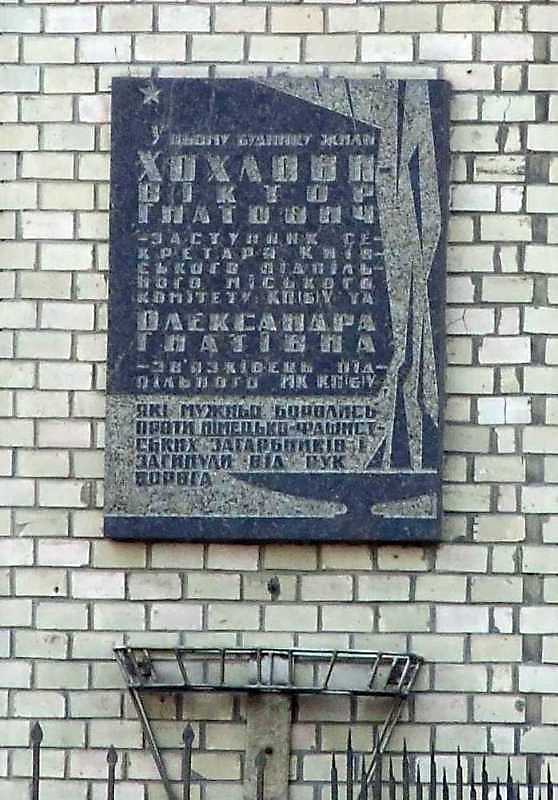 У ЦЬОМУ БУДИНКУ ЖИЛИ
ХОХЛОВИ
ВІКТОР
ГНАТОВИЧ
–ЗАСТУПНИК СЕ-
КРЕТАРЯ КИЇВ-
СЬКОГО ПІДПІЛЬ-
НОГО МІСЬКОГО
КОМІТЕТУ КП(б)У ТА
ОЛЕКСАНДРА
ГНАТІВНА
–ЗВ'ЯЗКІВЕЦЬ ПІД-
ПІЛЬНОГО МК КП(б)У,
ЯКІ МУЖНЬО БОРОЛИСЬ
ПРОТИ НІМЕЦЬКО-ФАШИСТ-
СЬКИХ ЗАГАРБНИКІВ І
ЗАГИНУЛИ ВІД РУК
ВОРОГА